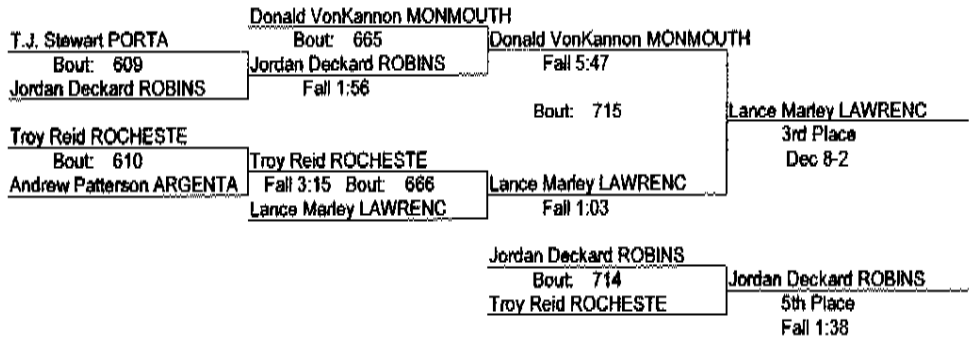 Donald VonKannon MONMOUTH
T.J. Stewart PORTA
Bout: 665
Donald VonKannon MONMOUTH
Bout: 609
Jordan Deckard ROBINS
Fall 5:47
Jordan Deckard ROBINS
Fall 1:56
Bout: 715
Lance Marley LAWRENC
3rd Place
Dec 8-2
Troy Reid ROCHESTE
Bout: 610
Troy Reid ROCHESTE
Andrew Patterson ARGENTA
Fall 3:15 Bout: 666
Lance Marley LAWRENC
Lance Marley LAWRENC
Fall 1:03
Jordan Deckard ROBINS
Bout: 714
Jordan Deckard ROBINS
Troy Reid ROCHESTE
5th Place
Fall 1:38